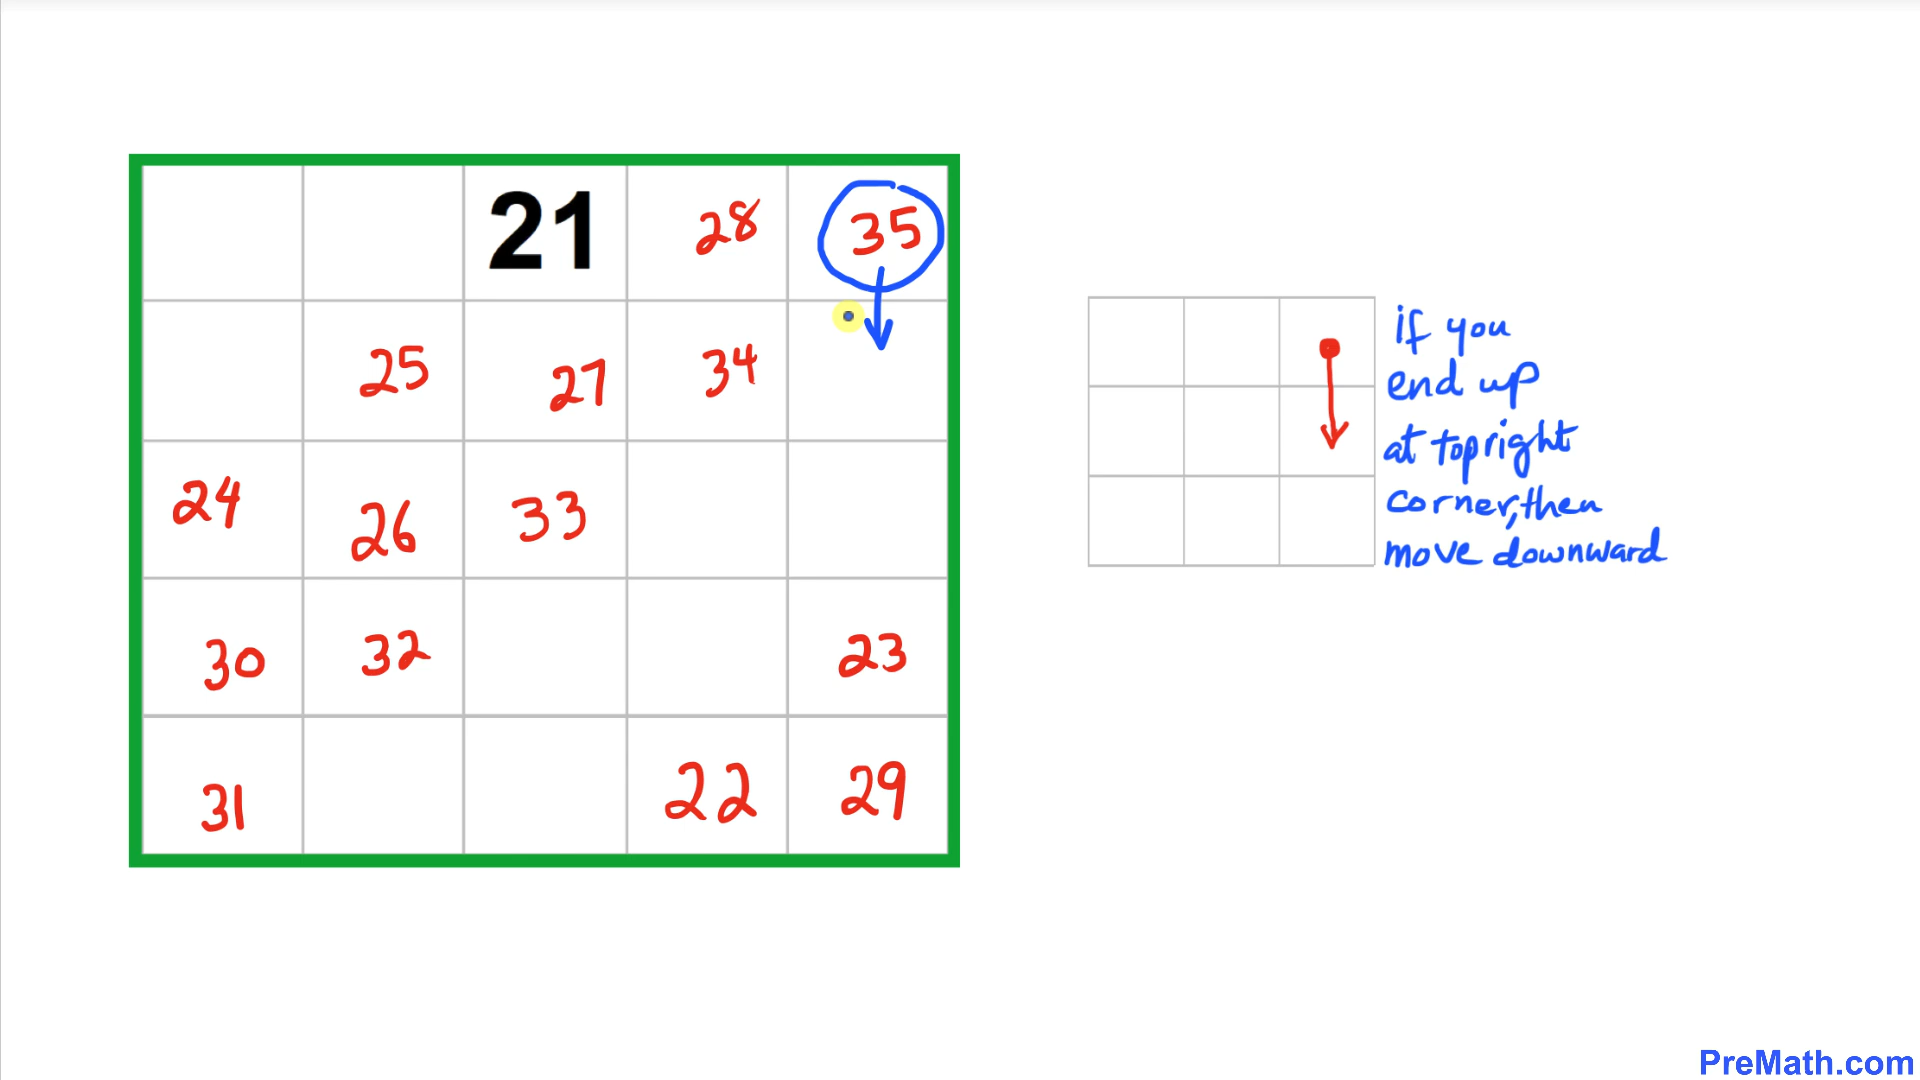 21 28 35
25 27 34
24 26 33
30 32 23
31 22 29
if you
end up
at top right
corner, then
move downward
PreMath.com